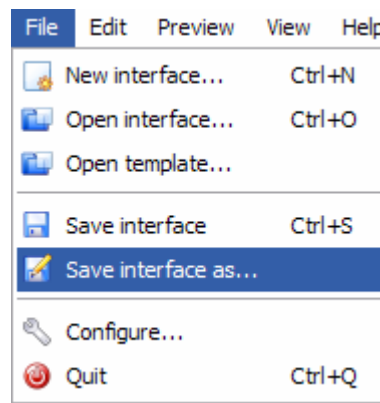 File Edit Preview View Help
New interface... Ctrl+N
Open interface... Ctrl+O
Open template...
Save interface Ctrl+S
Save interface as...
Configure...
Quit Ctrl+Q